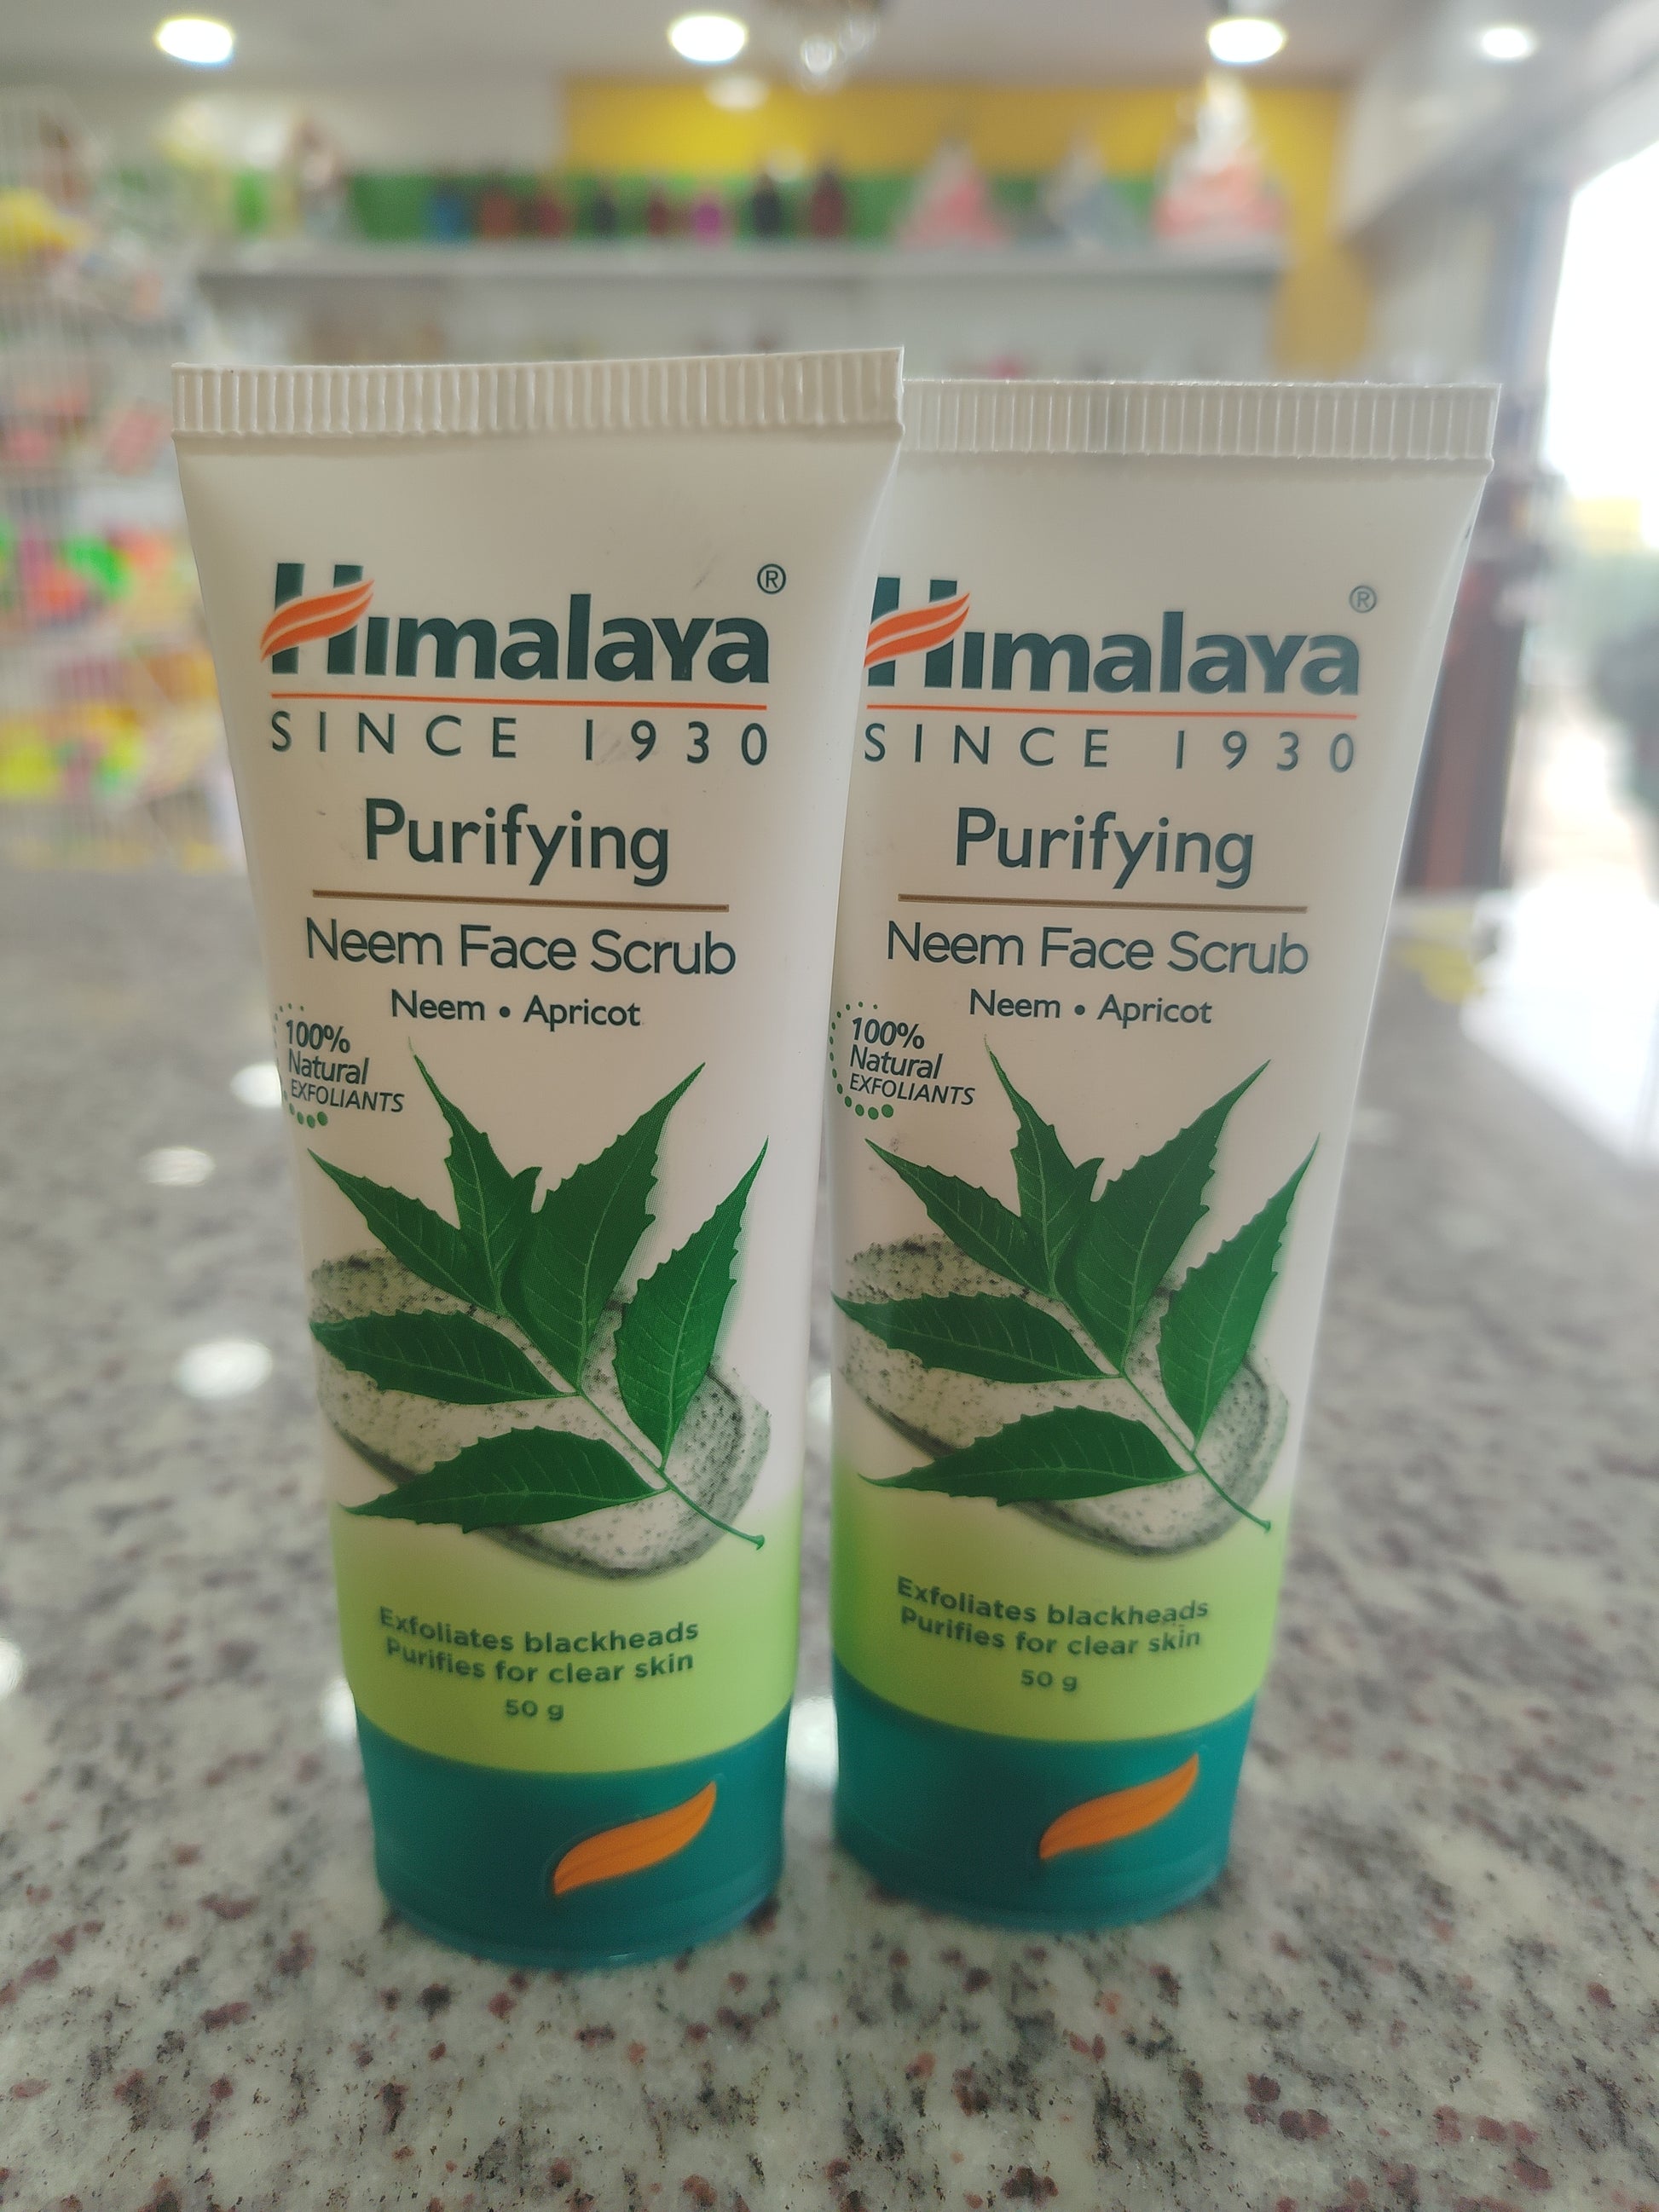 Himalaya®
SINCE 1930
Purifying
Neem Face Scrub
Neem • Apricot
100%
Natural
EXFOLIANTS
Exfoliates blackheads
Purifies for clear skin
50 g
Himalaya®
SINCE 1930
Purifying
Neem Face Scrub
Neem • Apricot
100%
Natural
EXFOLIANTS
Exfoliates blackheads
Purifies for clear skin
50 g